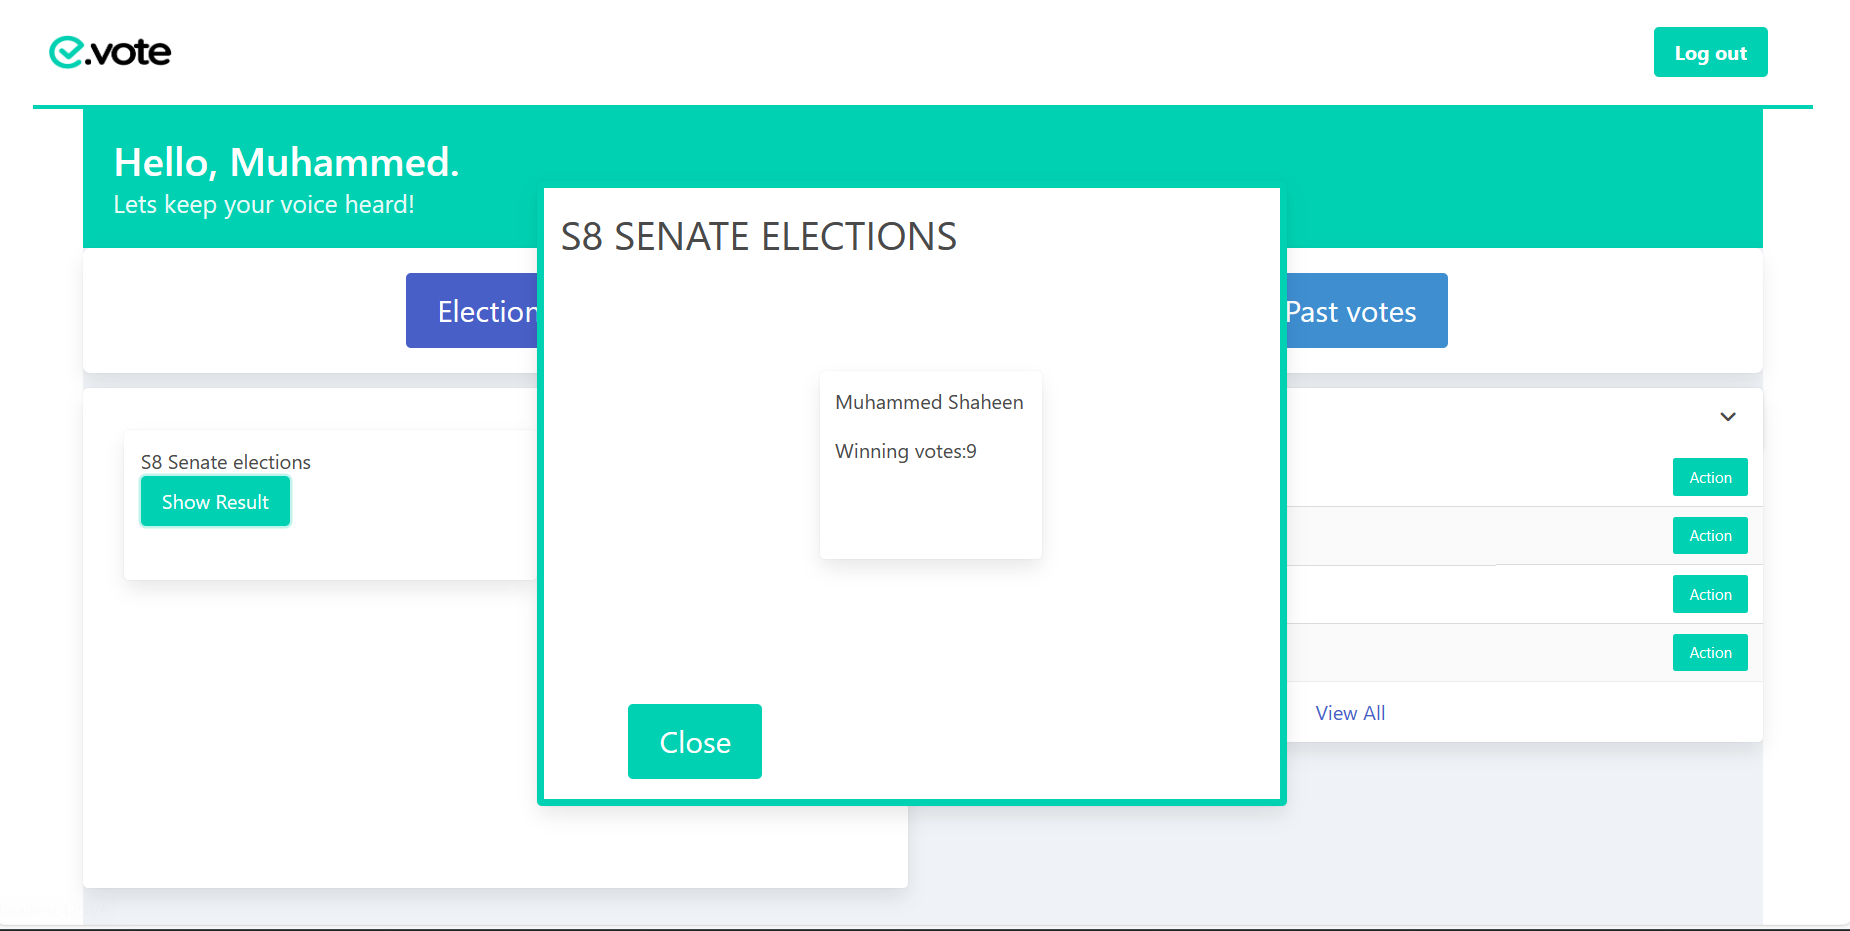 e.vote
Log out
Hello, Muhammed.
Lets keep your voice heard!
Election
Past votes
S8 SENATE ELECTIONS
Muhammed Shaheen
Winning votes:9
Close
S8 Senate elections
Show Result
Action
Action
Action
Action
View All